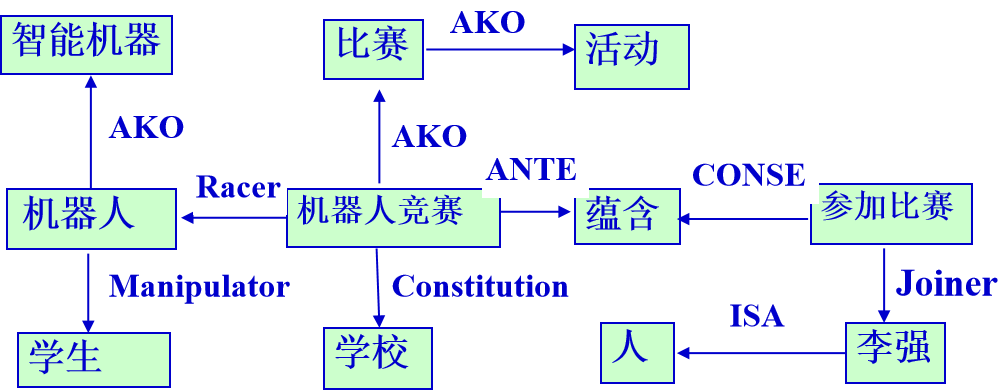 智能机器
比赛
AKO
活动
AKO
AKO
机器人
Racer
机器人竞赛
ANTE
蕴含
CONSE
参加比赛
Manipulator
Constitution
Joiner
学生
学校
人
ISA
李强